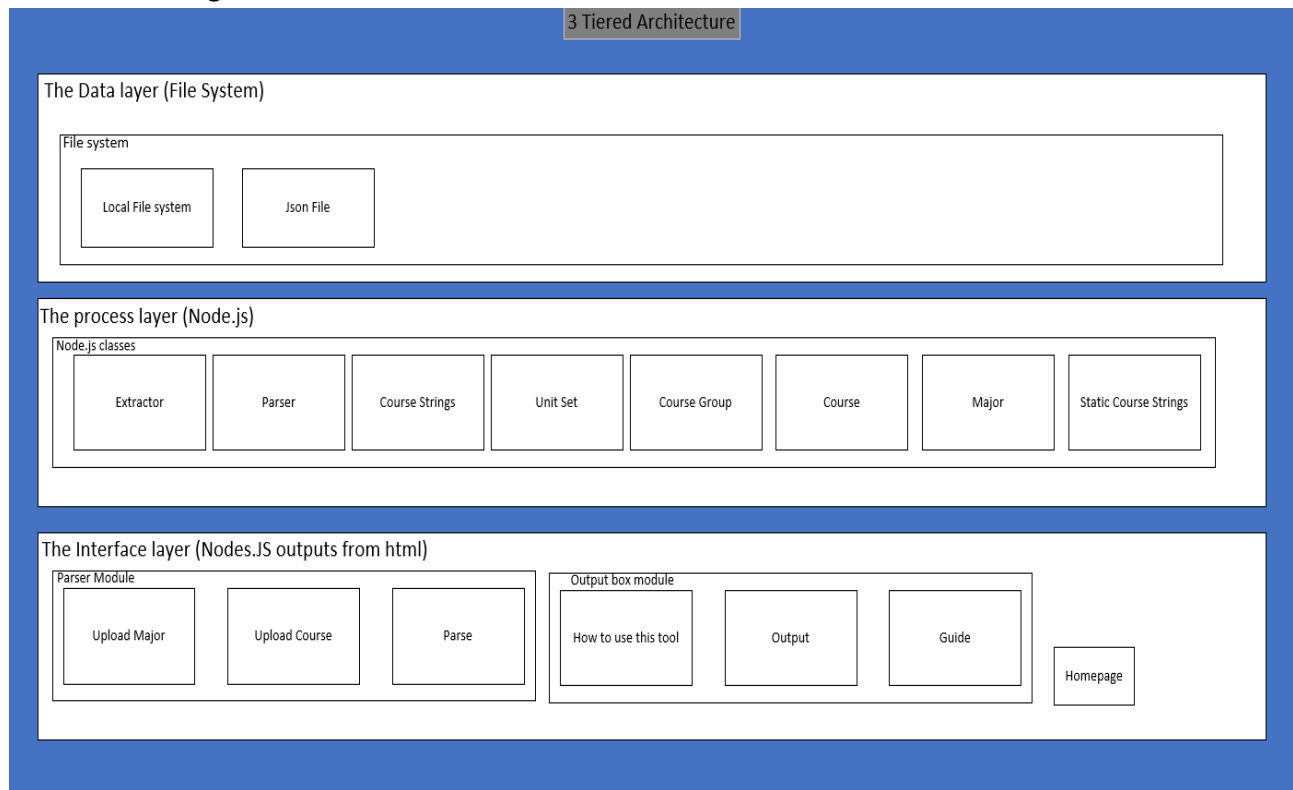 3 Tiered Architecture
The Data layer (File System)
File system
Local File system
Json File
The process layer (Node.js)
Node.js classes
Extractor
Parser
Course Strings
Unit Set
Course Group
Course
Major
Static Course Strings
The Interface layer (Nodes.JS outputs from html)
Parser Module
Upload Major
Upload Course
Parse
Output box module
How to use this tool
Output
Guide
Homepage